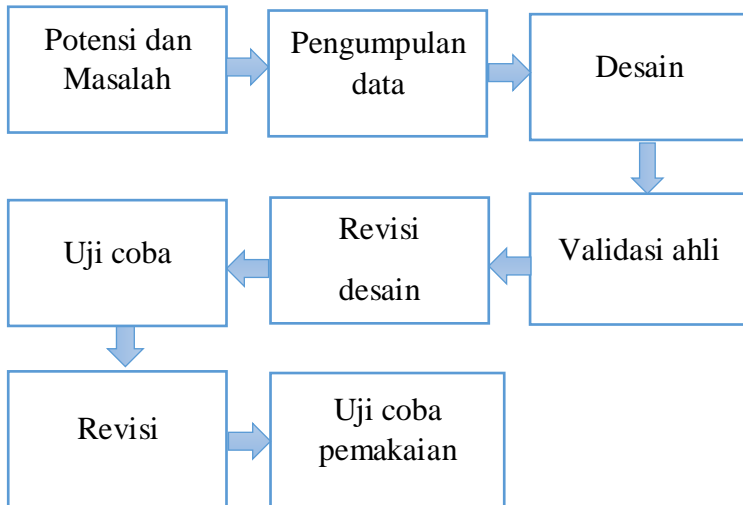 Potensi dan
Masalah
Pengumpulan
data
Desain
Uji coba
Revisi
desain
Validasi ahli
Revisi
Uji coba
pemakaian